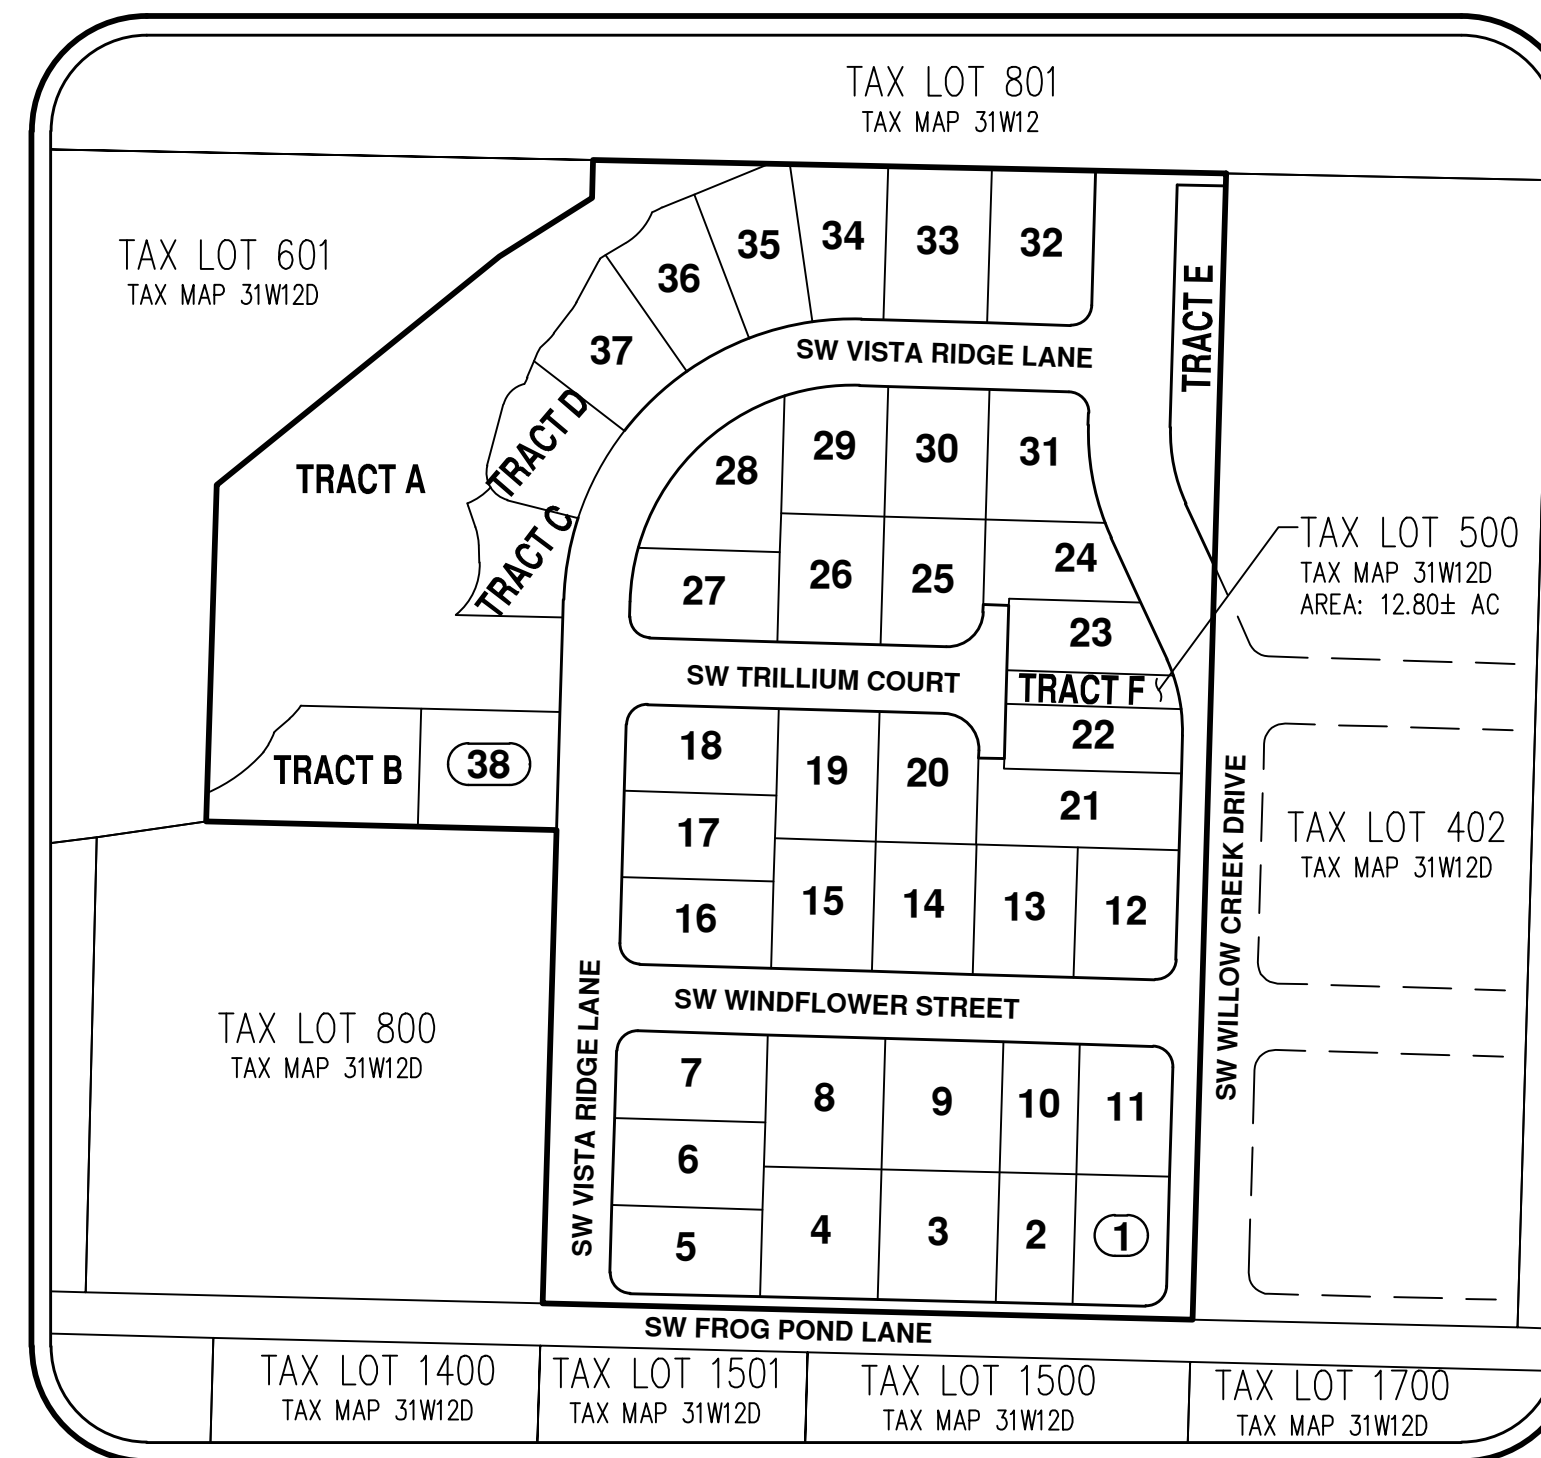 TAX LOT 801
TAX MAP 31W12
TAX LOT 601
TAX MAP 31W12D
35
34
33
32
36
37
TRACT E
SW VISTA RIDGE LANE
TRACT D
TRACT A
28
29
30
31
TRACT C
TAX LOT 500
TAX MAP 31W12D
AREA: 12.80± AC
27
26
25
24
23
SW TRILLIUM COURT
TRACT F
22
18
19
20
21
TRACT B
38
17
16
15
14
13
12
SW WILLOW CREEK DRIVE
TAX LOT 402
TAX MAP 31W12D
SW WINDFLOWER STREET
SW VISTA RIDGE LANE
TAX LOT 800
TAX MAP 31W12D
7
8
9
10
11
6
5
4
3
2
1
SW FROG POND LANE
TAX LOT 1400
TAX MAP 31W12D
TAX LOT 1501
TAX MAP 31W12D
TAX LOT 1500
TAX MAP 31W12D
TAX LOT 1700
TAX MAP 31W12D